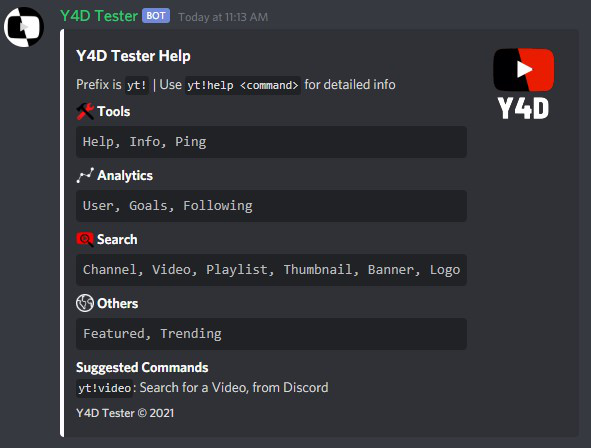 Y4D Tester BOT Today at 11:13 AM
Y4D Tester Help
Y4D
Prefix is yt! | Use yt!help <command> for detailed info
Tools
Help, Info, Ping
Analytics
User, Goals, Following
Search
Channel, Video, Playlist, Thumbnail, Banner, Logo
Others
Featured, Trending
Suggested Commands
yt!video: Search for a Video, from Discord
Y4D Tester © 2021